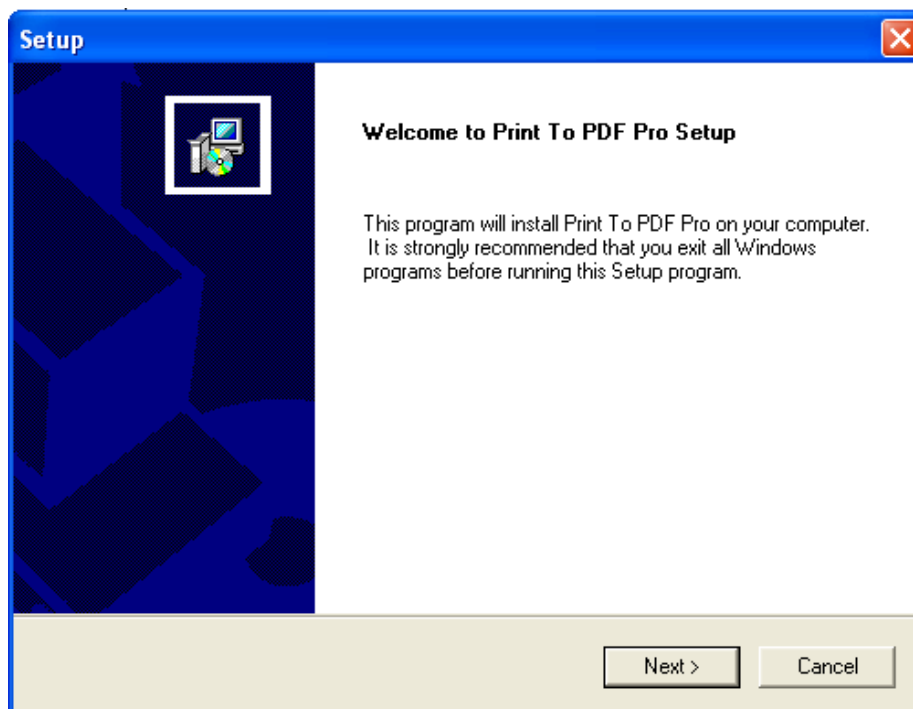 Setup
Welcome to Print To PDF Pro Setup
This program will install Print To PDF Pro on your computer.
It is strongly recommended that you exit all Windows
programs before running this Setup program.
Next >
Cancel